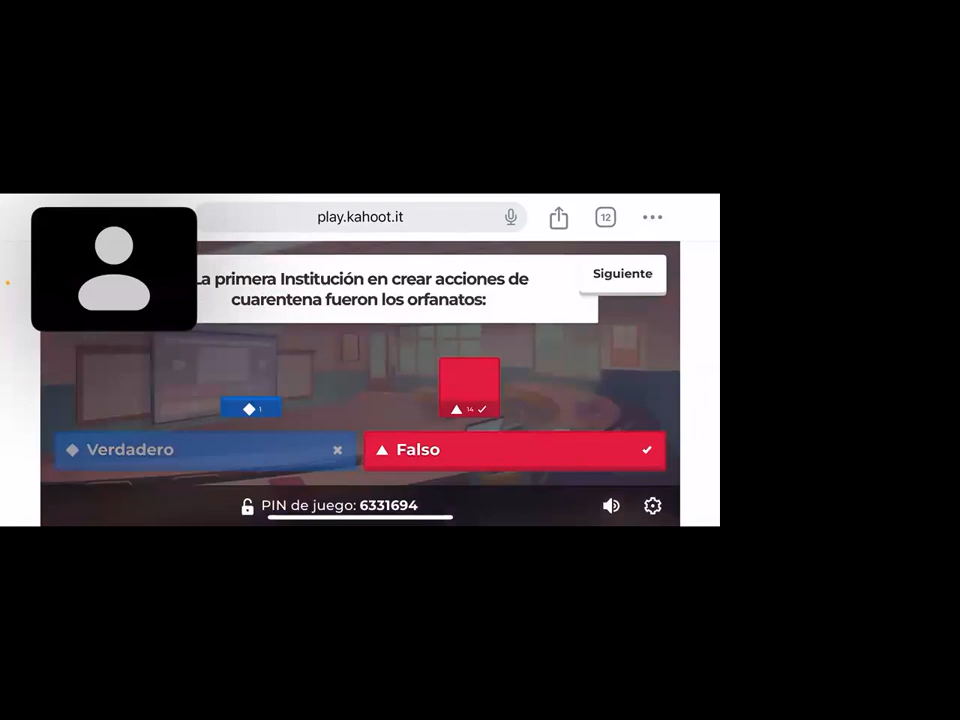 play.kahoot.it
12
La primera Institución en crear acciones de
cuarentena fueron los orfanatos:
Siguiente
1
14
Verdadero
Falso
PIN de juego: 6331694